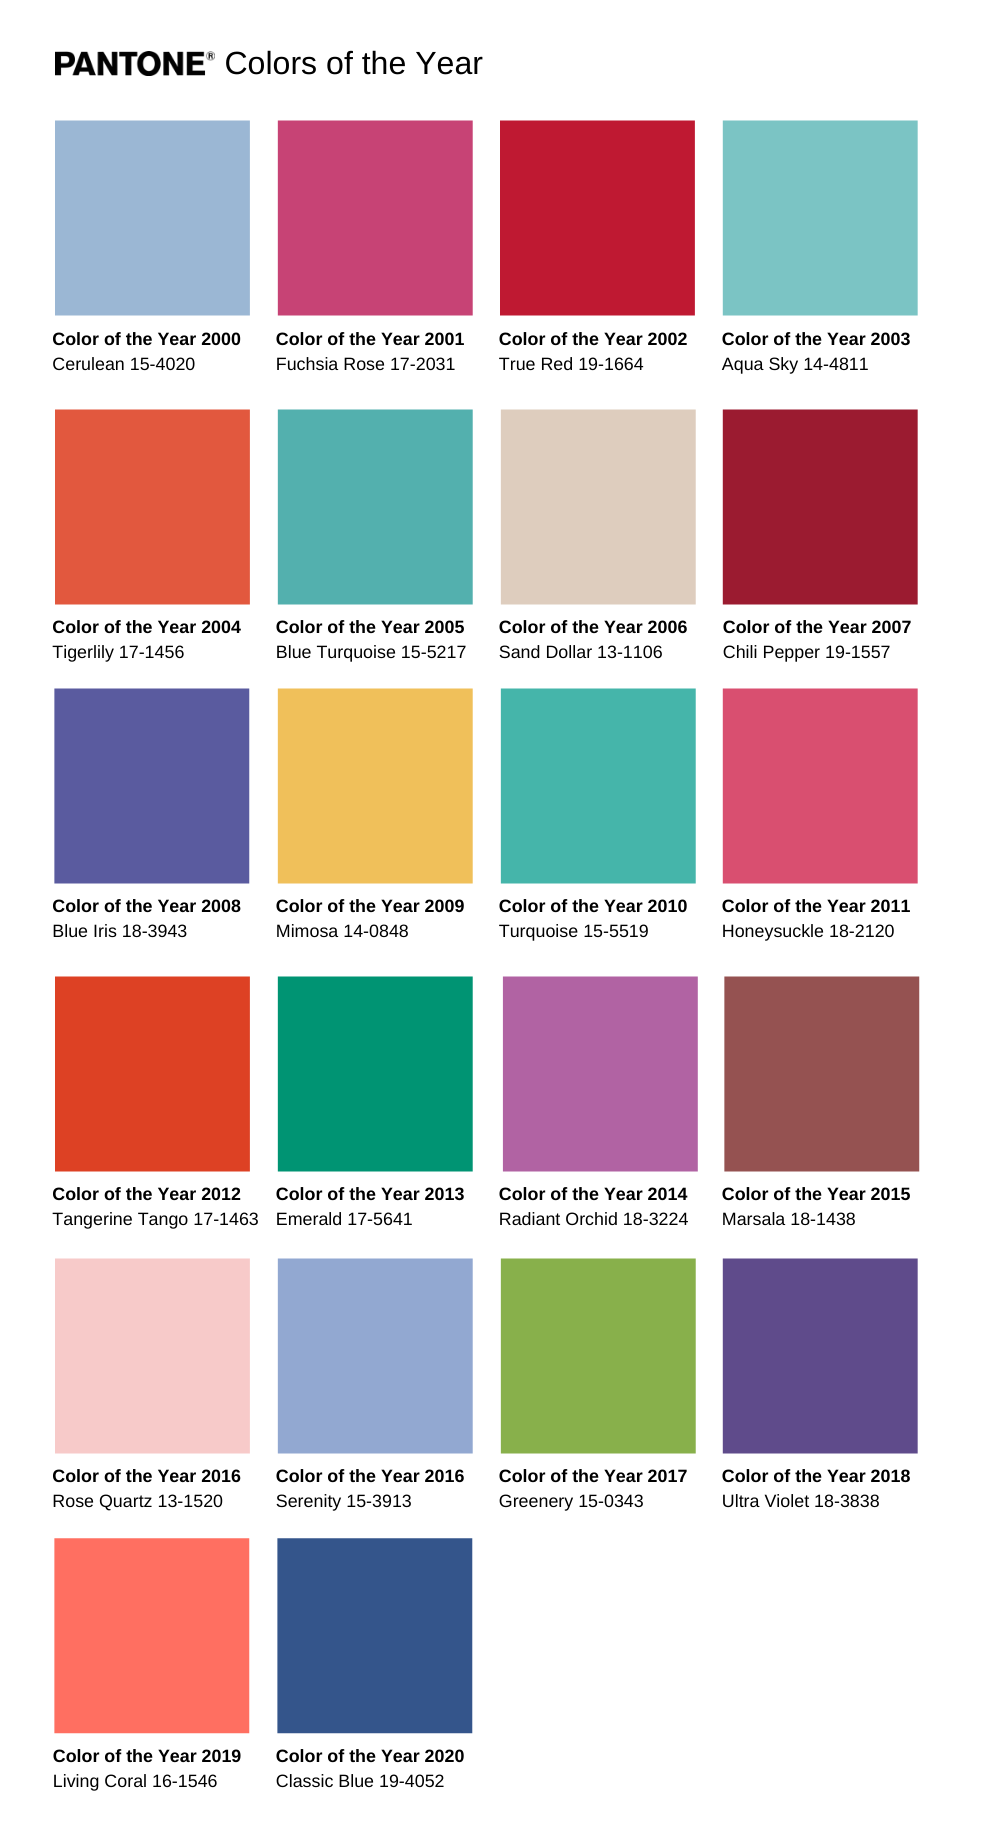 PANTONE® Colors of the Year
Color of the Year 2000
Cerulean 15-4020
Color of the Year 2001
Fuchsia Rose 17-2031
Color of the Year 2002
True Red 19-1664
Color of the Year 2003
Aqua Sky 14-4811
Color of the Year 2004
Tigerlily 17-1456
Color of the Year 2005
Blue Turquoise 15-5217
Color of the Year 2006
Sand Dollar 13-1106
Color of the Year 2007
Chili Pepper 19-1557
Color of the Year 2008
Blue Iris 18-3943
Color of the Year 2009
Mimosa 14-0848
Color of the Year 2010
Turquoise 15-5519
Color of the Year 2011
Honeysuckle 18-2120
Color of the Year 2012
Tangerine Tango 17-1463
Color of the Year 2013
Emerald 17-5641
Color of the Year 2014
Radiant Orchid 18-3224
Color of the Year 2015
Marsala 18-1438
Color of the Year 2016
Rose Quartz 13-1520
Color of the Year 2016
Serenity 15-3913
Color of the Year 2017
Greenery 15-0343
Color of the Year 2018
Ultra Violet 18-3838
Color of the Year 2019
Living Coral 16-1546
Color of the Year 2020
Classic Blue 19-4052